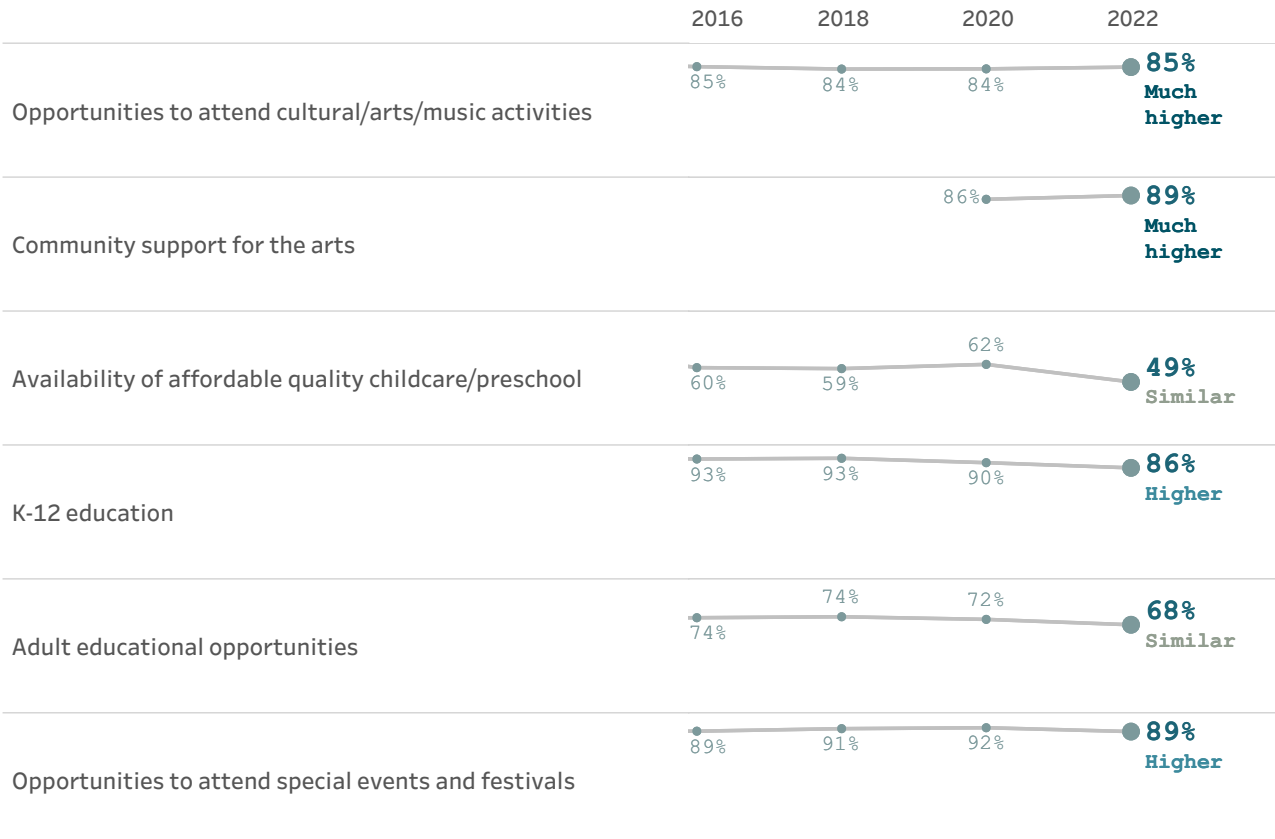 2016 2018 2020 2022
85% 84% 84% 85%
Much
higher
Opportunities to attend cultural/arts/music activities
86% 89%
Much
higher
Community support for the arts
60% 59% 62% 49%
Similar
Availability of affordable quality childcare/preschool
93% 93% 90% 86%
Higher
K-12 education
74% 74% 72% 68%
Similar
Adult educational opportunities
89% 91% 92% 89%
Higher
Opportunities to attend special events and festivals